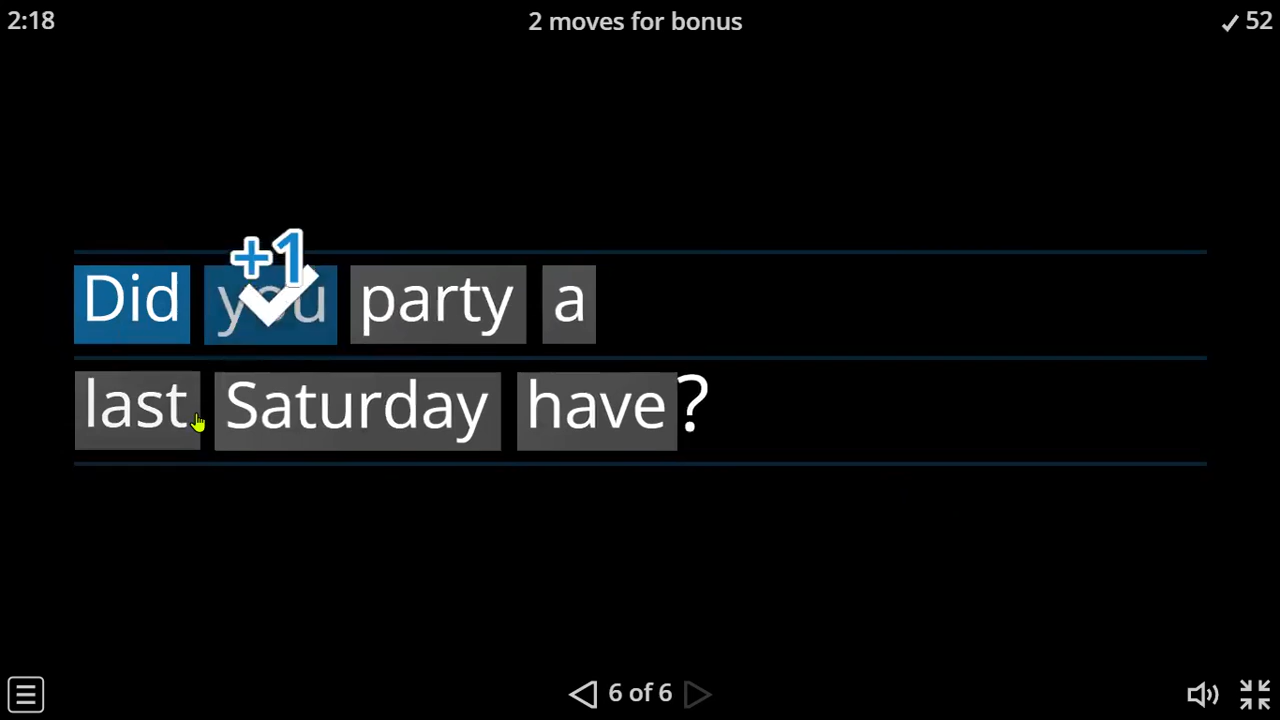 2:18
2 moves for bonus
52
+1
Did you party a
last Saturday have?
6 of 6